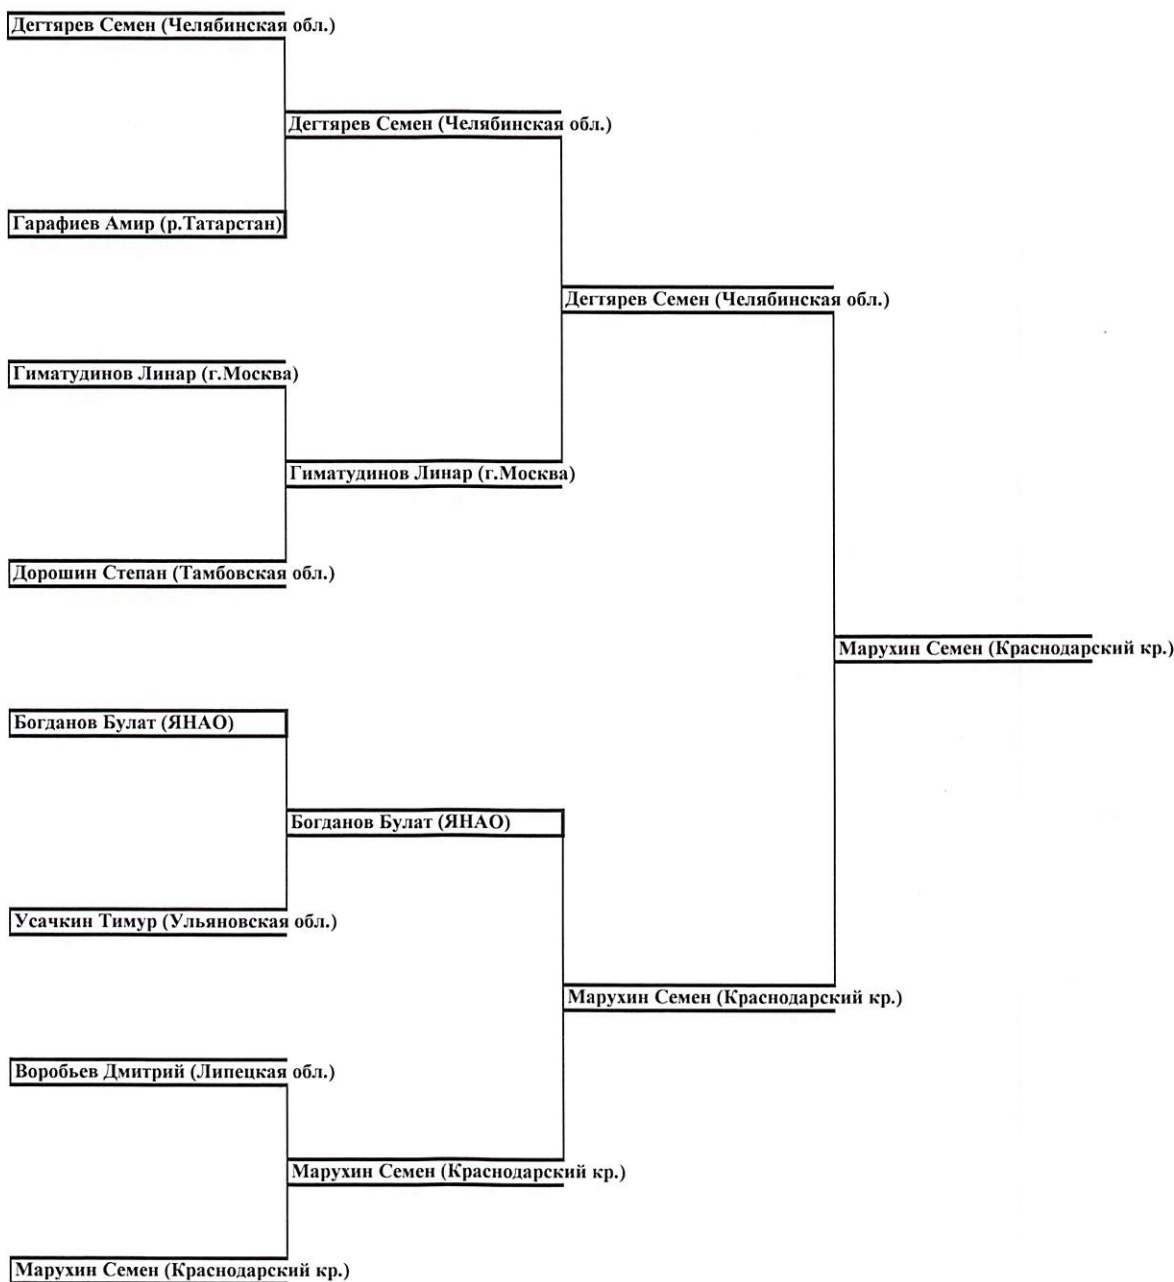 Дегтярев Семен (Челябинская обл.)
Дегтярев Семен (Челябинская обл.)
Гарафиев Амир (р.Татарстан)
Дегтярев Семен (Челябинская обл.)
Гиматудинов Линар (г.Москва)
Гиматудинов Линар (г.Москва)
Дорошин Степан (Тамбовская обл.)
Марухин Семен (Краснодарский кр.)
Богданов Булат (ЯНАО)
Богданов Булат (ЯНАО)
Усачкин Тимур (Ульяновская обл.)
Марухин Семен (Краснодарский кр.)
Воробьев Дмитрий (Липецкая обл.)
Марухин Семен (Краснодарский кр.)
Марухин Семен (Краснодарский кр.)